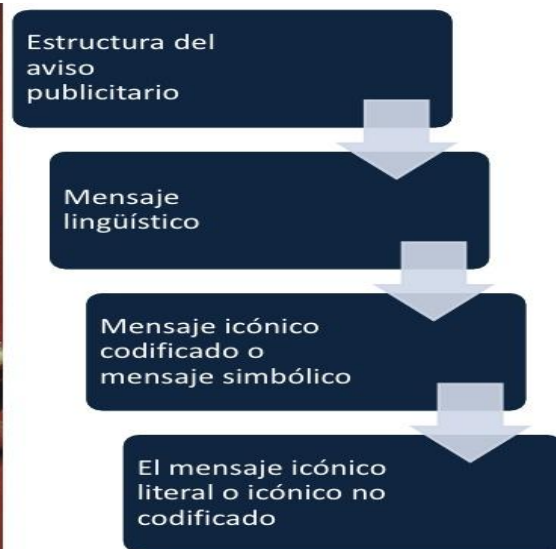 Estructura del
aviso
publicitario
Mensaje
lingüístico
Mensaje icónico
codificado o
mensaje simbólico
El mensaje icónico
literal o icónico no
codificado